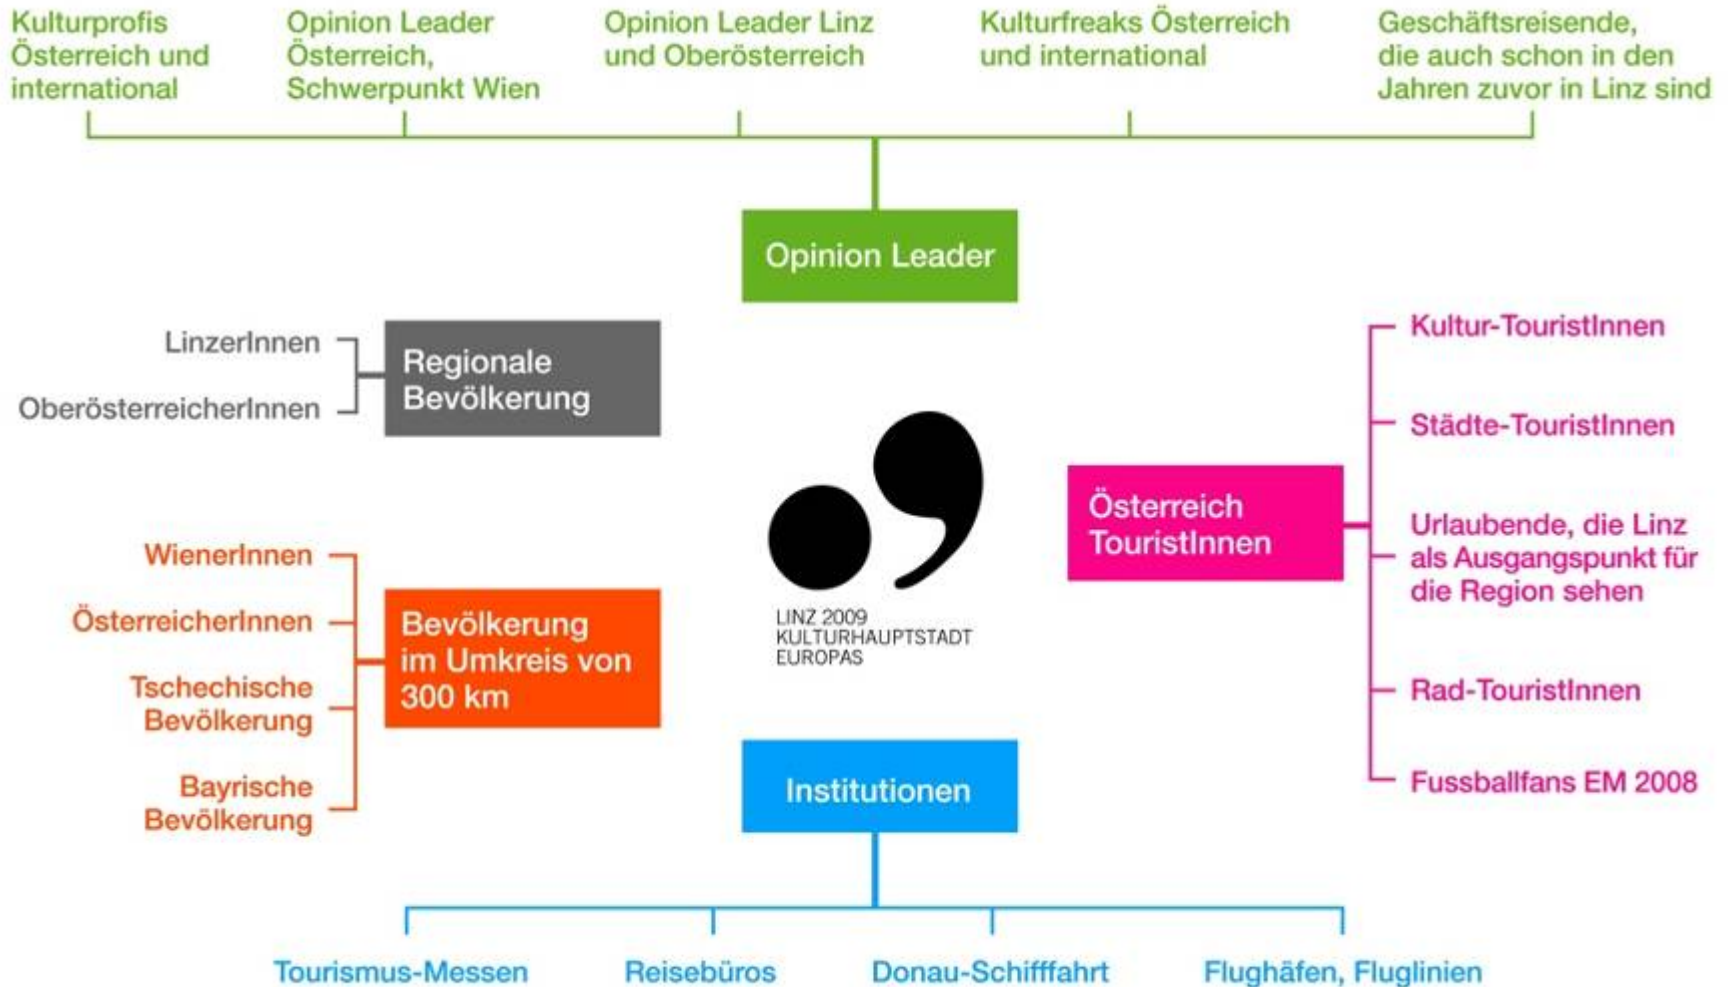 Kulturprofis
Österreich und
international
Opinion Leader
Österreich,
Schwerpunkt Wien
Opinion Leader Linz
und Oberösterreich
Kulturfreaks Österreich
und international
Geschäftsreisende,
die auch schon in den
Jahren zuvor in Linz sind
Opinion Leader
LinzerInnen
OberösterreicherInnen
Regionale
Bevölkerung
WienerInnen
ÖsterreicherInnen
Tschechische
Bevölkerung
Bayrische
Bevölkerung
Bevölkerung
im Umkreis von
300 km
LINZ 2009
KULTURHAUPTSTADT
EUROPAS
Österreich
TouristInnen
Kultur-TouristInnen
Städte-TouristInnen
Urlaubende, die Linz
als Ausgangspunkt für
die Region sehen
Rad-TouristInnen
Fussballfans EM 2008
Institutionen
Tourismus-Messen
Reisebüros
Donau-Schifffahrt
Flughäfen, Fluglinien